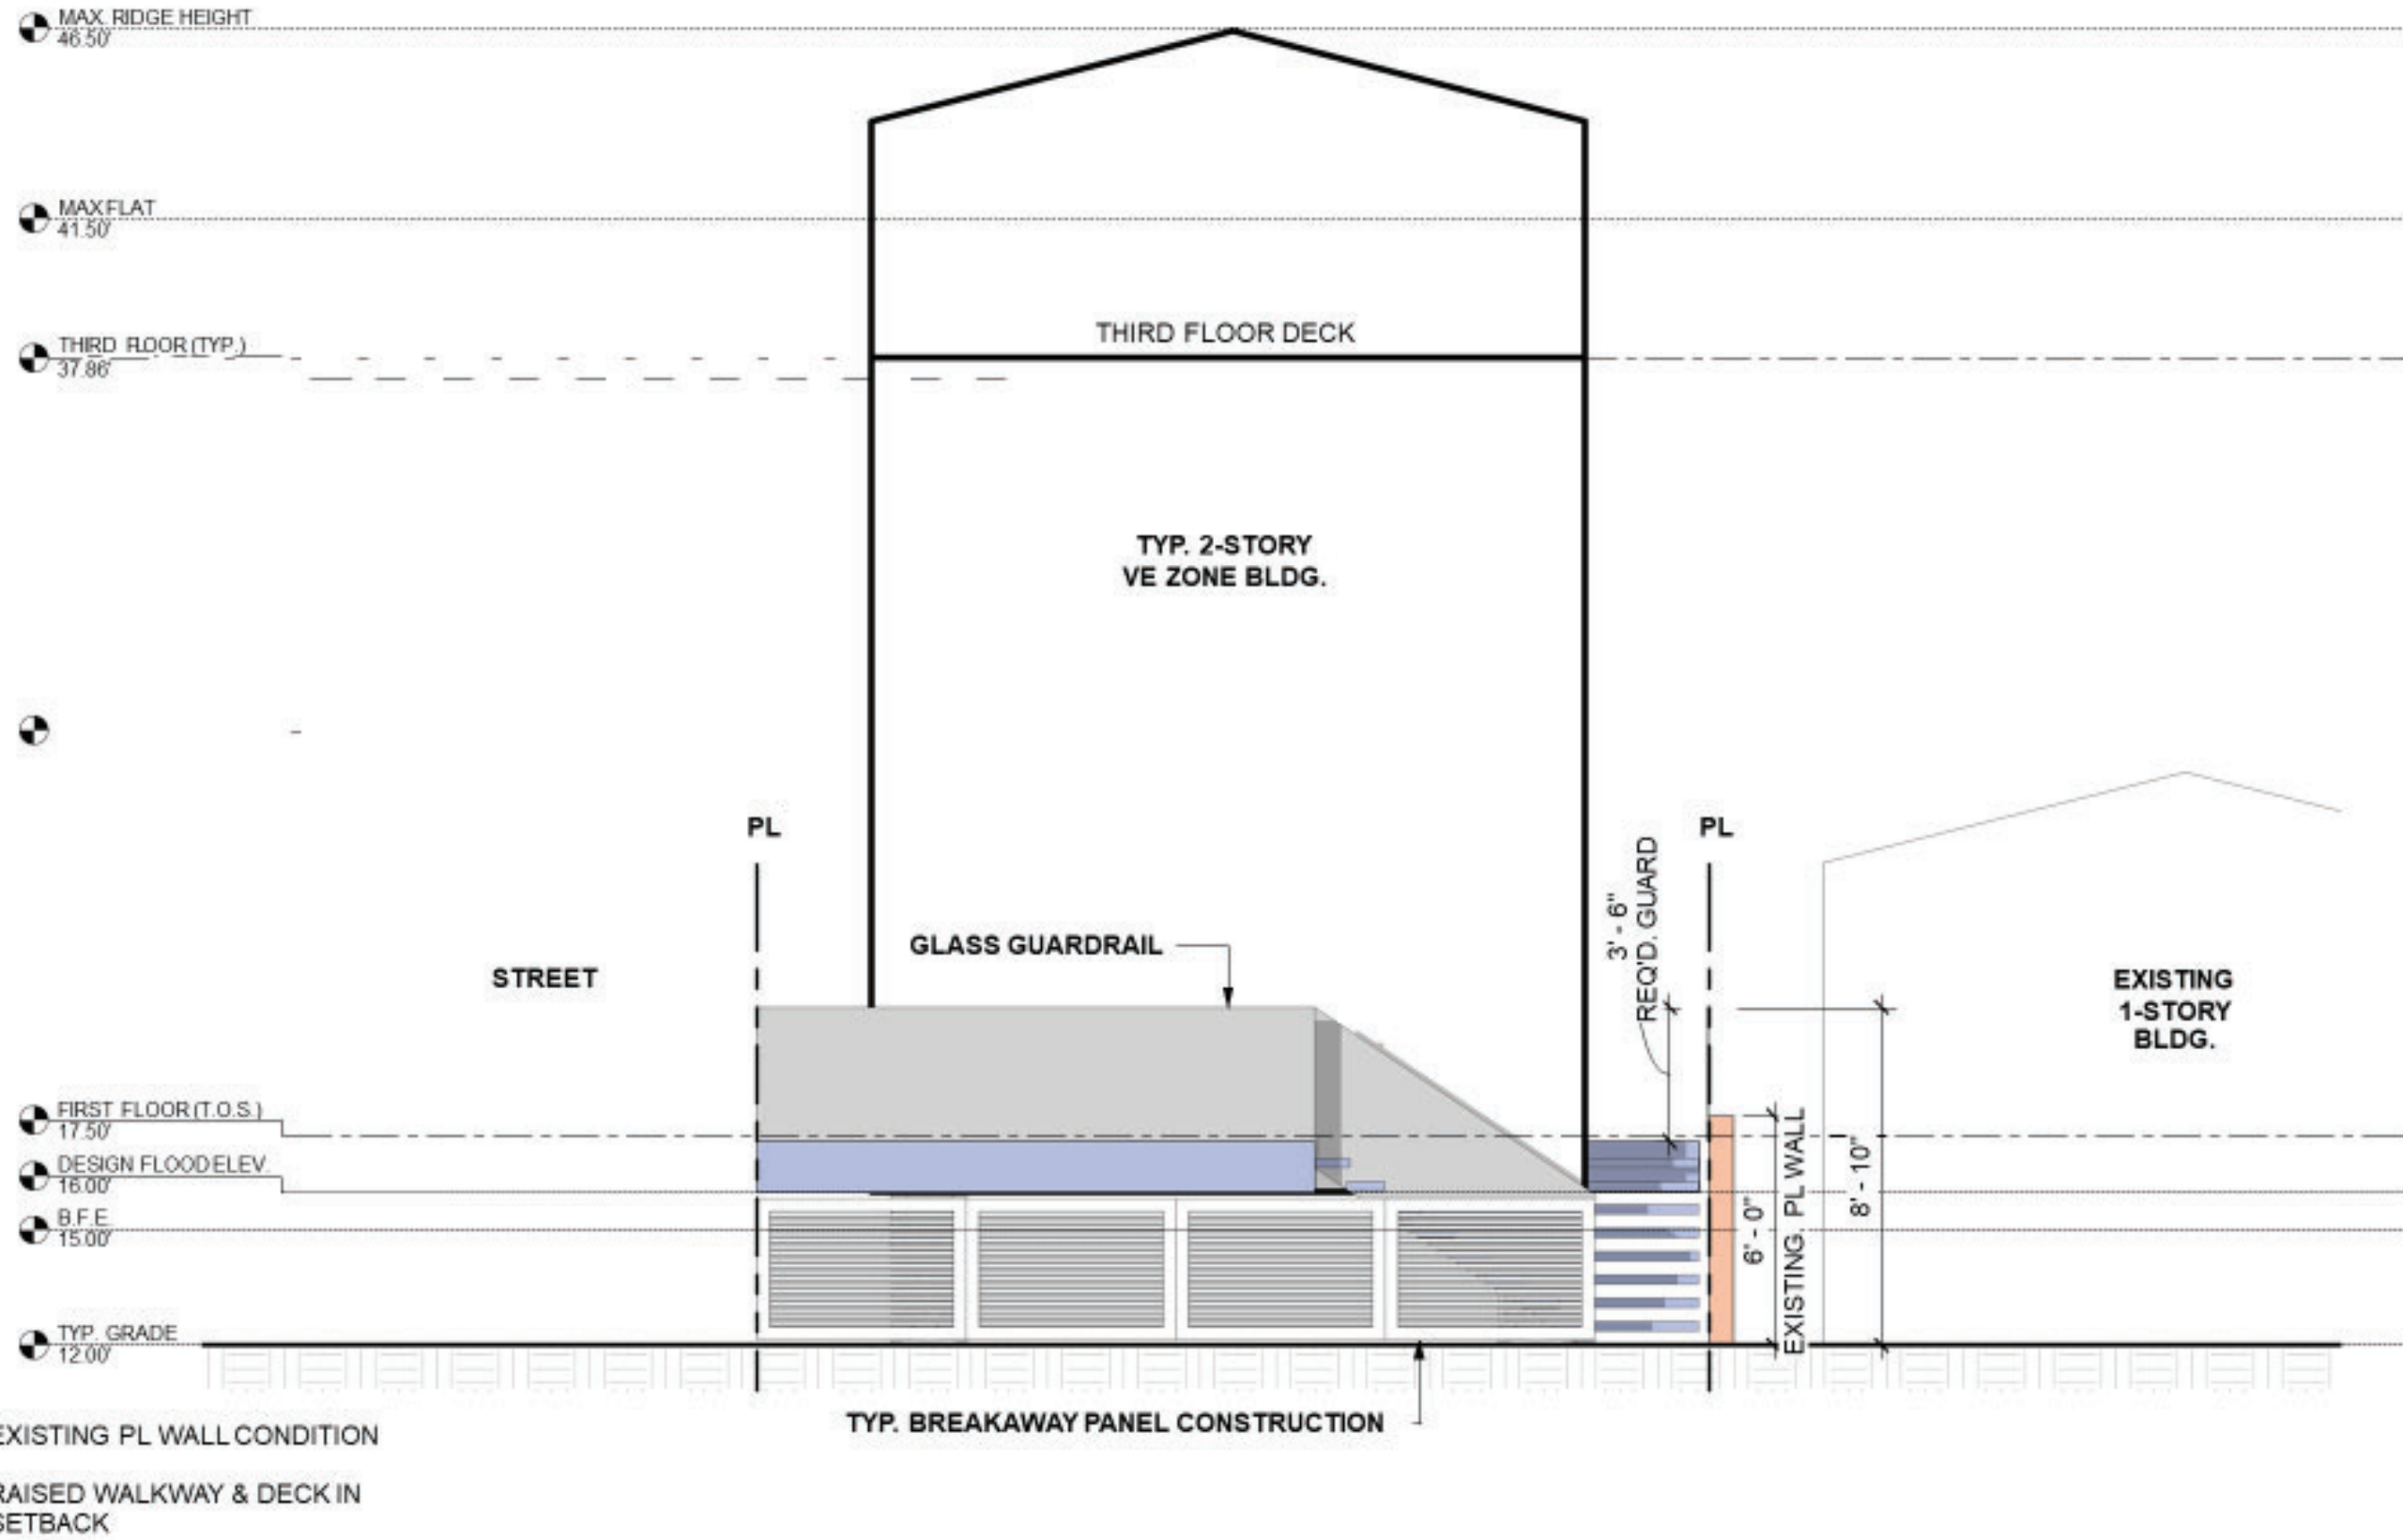 MAX. RIDGE HEIGHT
46.50'
MAX FLAT
41.50'
THIRD FLOOR (TYP.)
37.86'
THIRD FLOOR DECK
TYP. 2-STORY
VE ZONE BLDG.
PL
PL
3' - 6"
REQ'D. GUARD
GLASS GUARDRAIL
STREET
EXISTING
1-STORY
BLDG.
FIRST FLOOR (T.O.S.)
17.50'
DESIGN FLOOD ELEV.
16.00'
B.F.E.
15.00'
6' - 0"
EXISTING. PL WALL
8' - 10"
TYP. GRADE
12.00'
TYP. BREAKAWAY PANEL CONSTRUCTION
EXISTING PL WALL CONDITION
RAISED WALKWAY & DECK IN
SETBACK